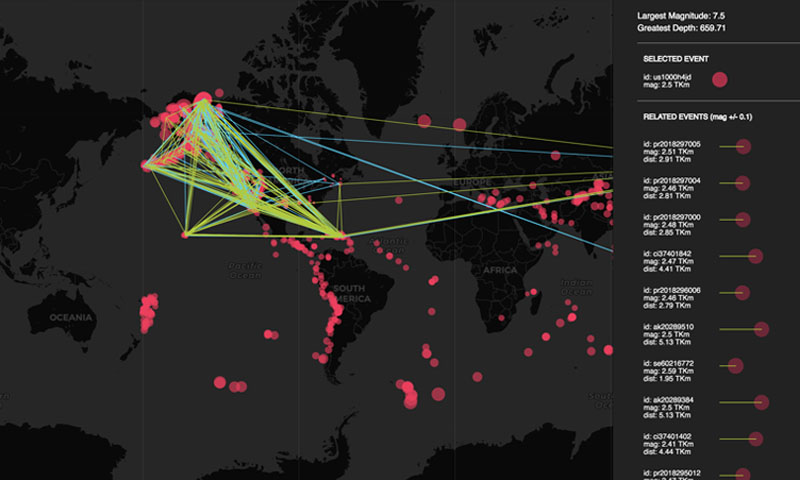 Largest Magnitude: 7.5
Greatest Depth: 659.71
SELECTED EVENT
id: us1000h4jd
mag: 2.5 TKm
RELATED EVENTS (mag +/- 0.1)
id: pr2018297005
mag: 2.51 TKm
dist: 2.91 TKm
id: pr2018297004
mag: 2.46 TKm
dist: 2.81 TKm
id: pr2018297000
mag: 2.48 TKm
dist: 2.85 TKm
id: ci37401842
mag: 2.47 TKm
dist: 4.41 TKm
id: pr2018296006
mag: 2.46 TKm
dist: 2.79 TKm
id: ak20289510
mag: 2.5 TKm
dist: 5.13 TKm
id: se60216772
mag: 2.59 TKm
dist: 1.95 TKm
id: ak20289384
mag: 2.5 TKm
dist: 5.13 TKm
id: ci37401402
mag: 2.41 TKm
dist: 4.44 TKm
id: pr2018295012
NORTH
EUROPE
Atlantic
Ocean
Pacific
Ocean
AFRICA
SOUTH
AMERICA
Indian
Ocean
OCEANIA